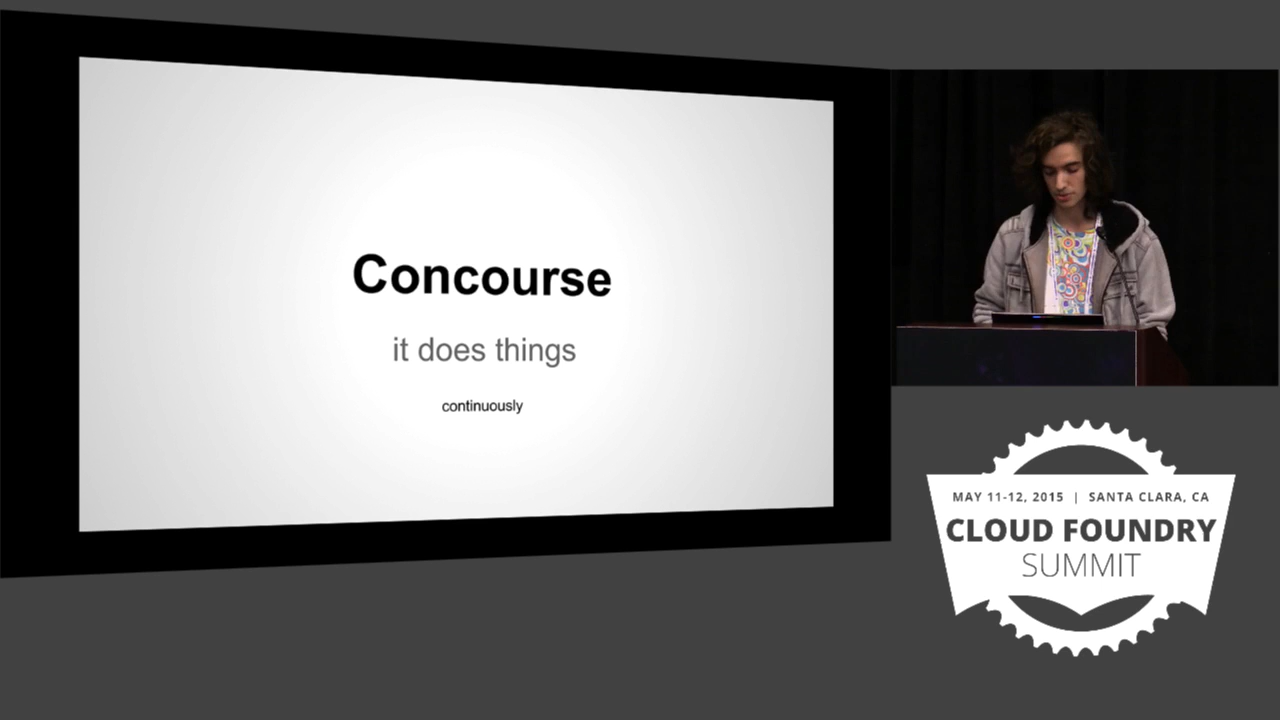 Concourse
it does things
continuously
MAY 11-12, 2015 | SANTA CLARA, CA
CLOUD FOUNDRY
SUMMIT